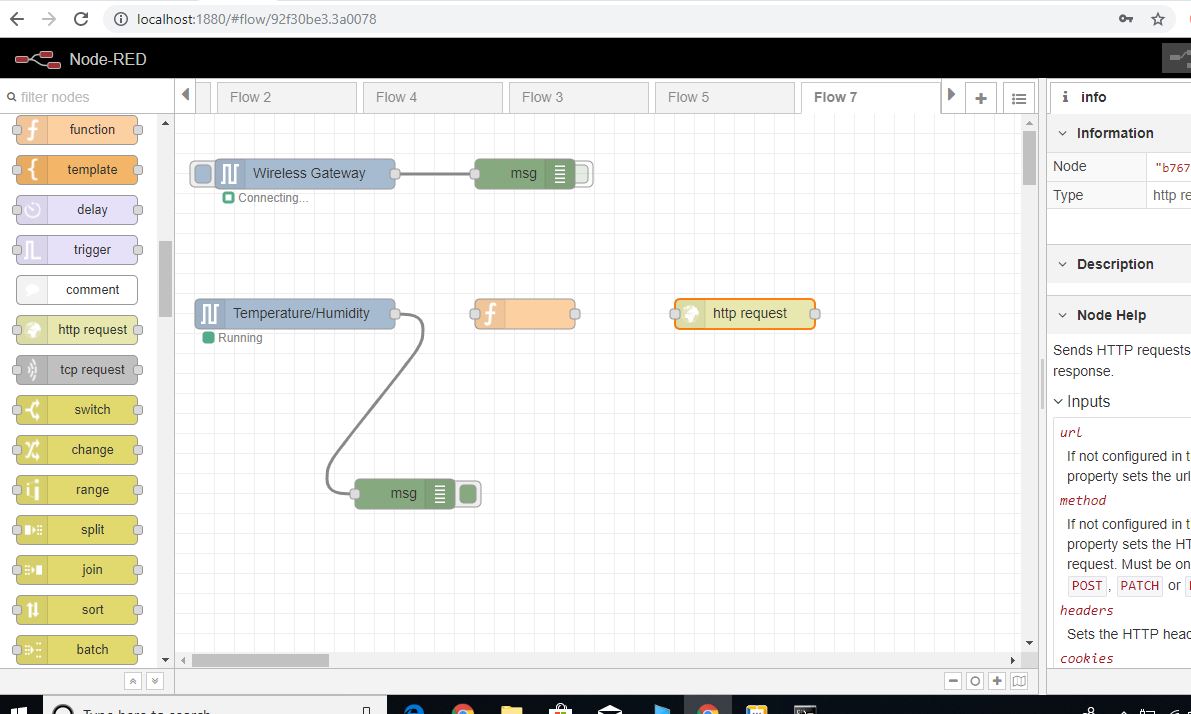 localhost:1880/#flow/92f30be3.3a0078
Node-RED
filter nodes
Flow 2
Flow 4
Flow 3
Flow 5
Flow 7
i info
function
template
delay
trigger
comment
http request
tcp request
switch
change
range
split
join
sort
batch
Wireless Gateway
msg
Connecting...
Temperature/Humidity
Running
f
http request
msg
Information
Node "b767
Type http re
Description
Node Help
Sends HTTP requests
response.
Inputs
url
If not configured in t
property sets the url
method
If not configured in t
property sets the HT
request. Must be on
POST, PATCH or
headers
Sets the HTTP head
cookies
Type here to search